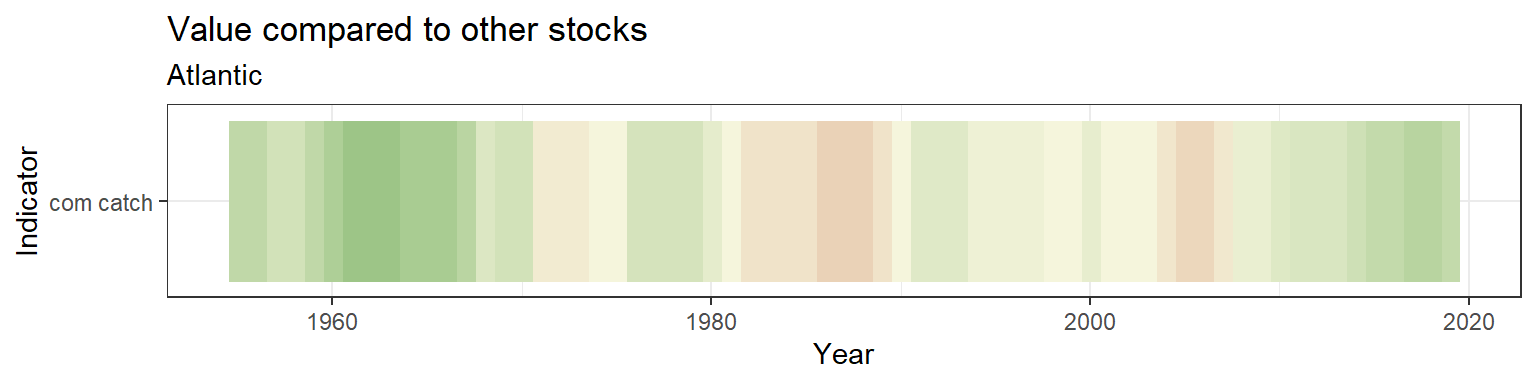 Value compared to other stocks
Atlantic
Indicator
com catch
1960 1980 2000 2020
Year